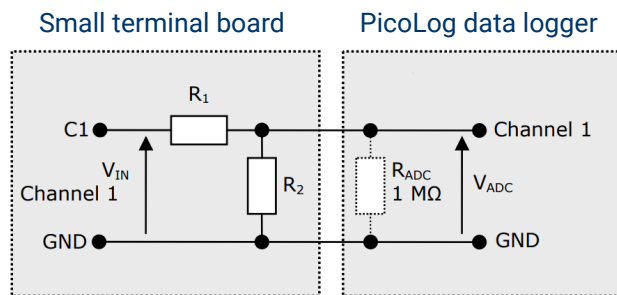 Small terminal board
PicoLog data logger
R1
C1
Channel 1
VIN
Channel 1
R2
RADC
1 MΩ
VADC
GND
GND